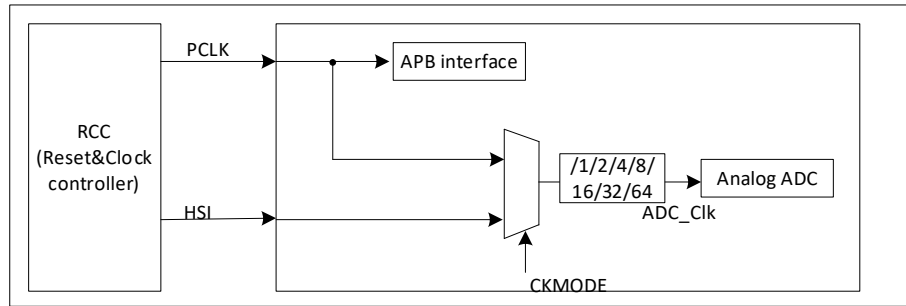 PCLK
APB interface
RCC
(Reset&Clock
controller)
/1/2/4/8/
16/32/64
Analog ADC
HSI
ADC_Clk
CKMODE